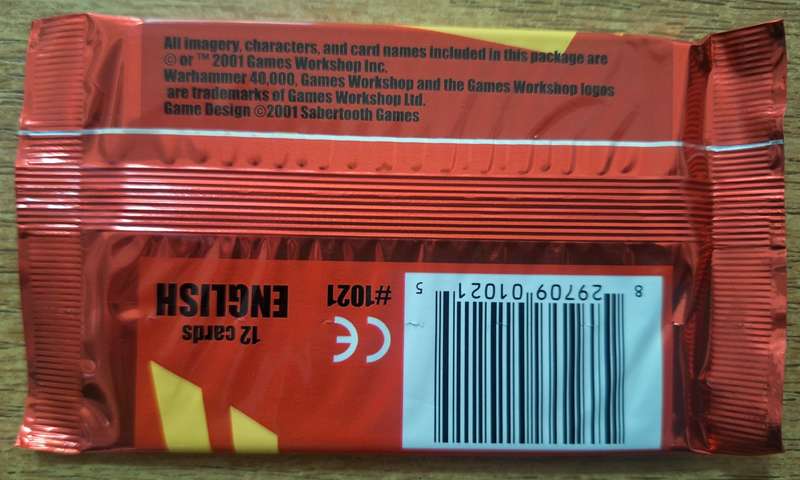 All imagery, characters, and card names included in this package are
© or ™ 2001 Games Workshop Inc.
Warhammer 40,000, Games Workshop and the Games Workshop logos
are trademarks of Games Workshop Ltd.
Game Design ©2001 Sabertooth Games
8 29709 01021 5
#1021
CE
12 cards
ENGLISH